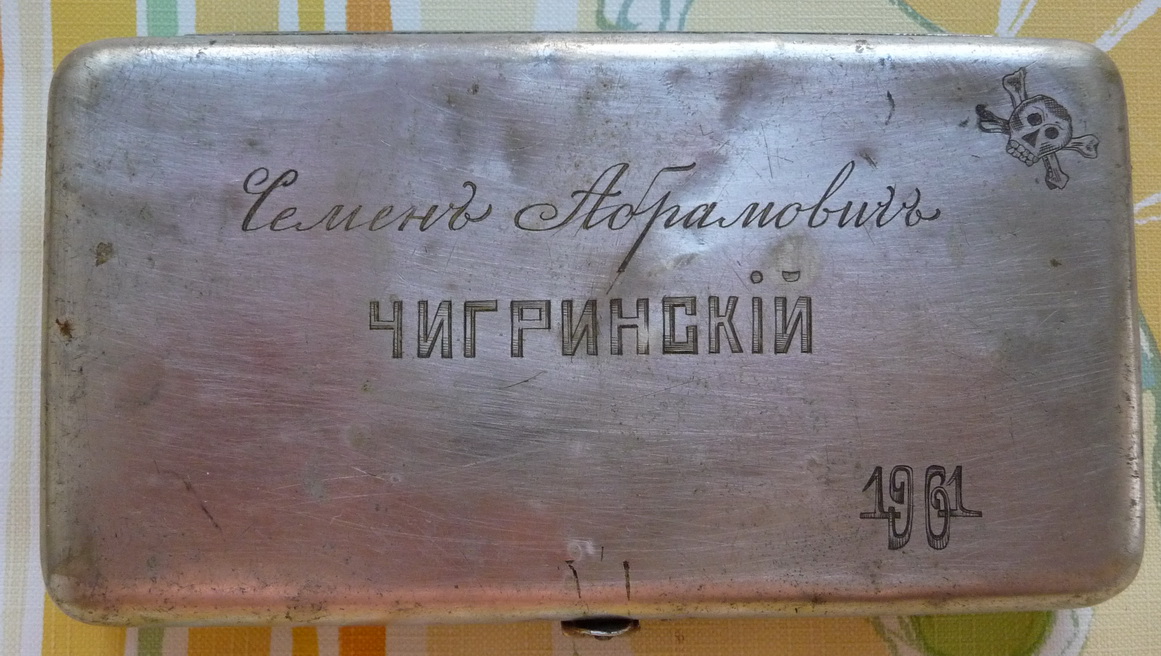 Семенъ Абрамовичъ
ЧИГРИНСКІЙ
1961